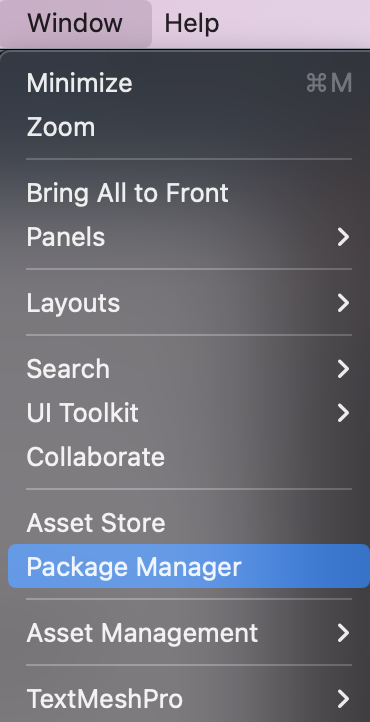 Window Help
Minimize ⌘M
Zoom
Bring All to Front
Panels
Layouts
Search
UI Toolkit
Collaborate
Asset Store
Package Manager
Asset Management
TextMeshPro